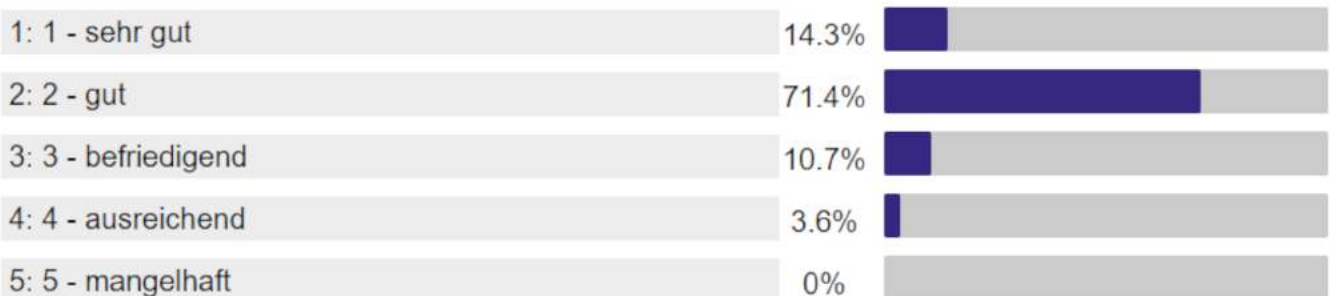 1: 1 - sehr gut 14.3%
2: 2 - gut 71.4%
3: 3 - befriedigend 10.7%
4: 4 - ausreichend 3.6%
5: 5 - mangelhaft 0%